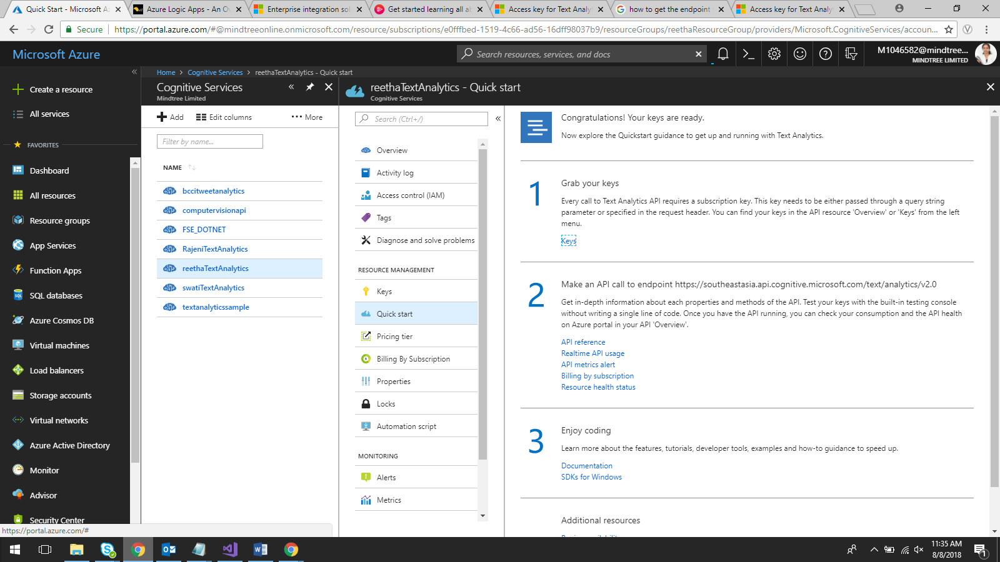 Quick Start - Microsoft Az
Azure Logic Apps - An Ov
Enterprise integration sol
Get started learning all ab
Access key for Text Analy
how to get the endpoint
Access key for Text Analy
Secure
https://portal.azure.com/#@mindtreeonline.onmicrosoft.com/resource/subscriptions/e0fffbed-1519-4c66-ad56-16dff98037b9/resourceGroups/reethaResourceGroup/providers/Microsoft.CognitiveServices/accoun...
Microsoft Azure
Search resources, services, and docs
M1046582@mindtree...
MINDTREE LIMITED
Create a resource
All services
FAVORITES
Dashboard
All resources
Resource groups
App Services
Function Apps
SQL databases
Azure Cosmos DB
Virtual machines
Load balancers
Storage accounts
Virtual networks
Azure Active Directory
Monitor
Advisor
Security Center
https://portal.azure.com/#
Home > Cognitive Services > reethaTextAnalytics - Quick start
Cognitive Services
Mindtree Limited
Add
Edit columns
More
Filter by name...
NAME
bccitweetanalytics
computervisionapi
FSE_DOTNET
RajeniTextAnalytics
reethaTextAnalytics
swatiTextAnalytics
textanalyticssample
reethaTextAnalytics - Quick start
Cognitive Services
Search (Ctrl+/)
Overview
Activity log
Access control (IAM)
Tags
Diagnose and solve problems
RESOURCE MANAGEMENT
Keys
Quick start
Pricing tier
Billing By Subscription
Properties
Locks
Automation script
MONITORING
Alerts
Metrics
Congratulations! Your keys are ready.
Now explore the Quickstart guidance to get up and running with Text Analytics.
1
Grab your keys
Every call to Text Analytics API requires a subscription key. This key needs to be either passed through a query string
parameter or specified in the request header. You can find your keys in the API resource 'Overview' or 'Keys' from the left
menu.
Keys
2
Make an API call to endpoint https://southeastasia.api.cognitive.microsoft.com/text/analytics/v2.0
Get in-depth information about each properties and methods of the API. Test your keys with the built-in testing console
without writing a single line of code. Once you have the API running, you can check your consumption and the API health
on Azure portal in your API 'Overview'.
API reference
Realtime API usage
API metrics alert
Billing by subscription
Resource health status
3
Enjoy coding
Learn more about the features, tutorials, developer tools, examples and how-to guidance to speed up.
Documentation
SDKs for Windows
Additional resources
11:35 AM
8/8/2018
1